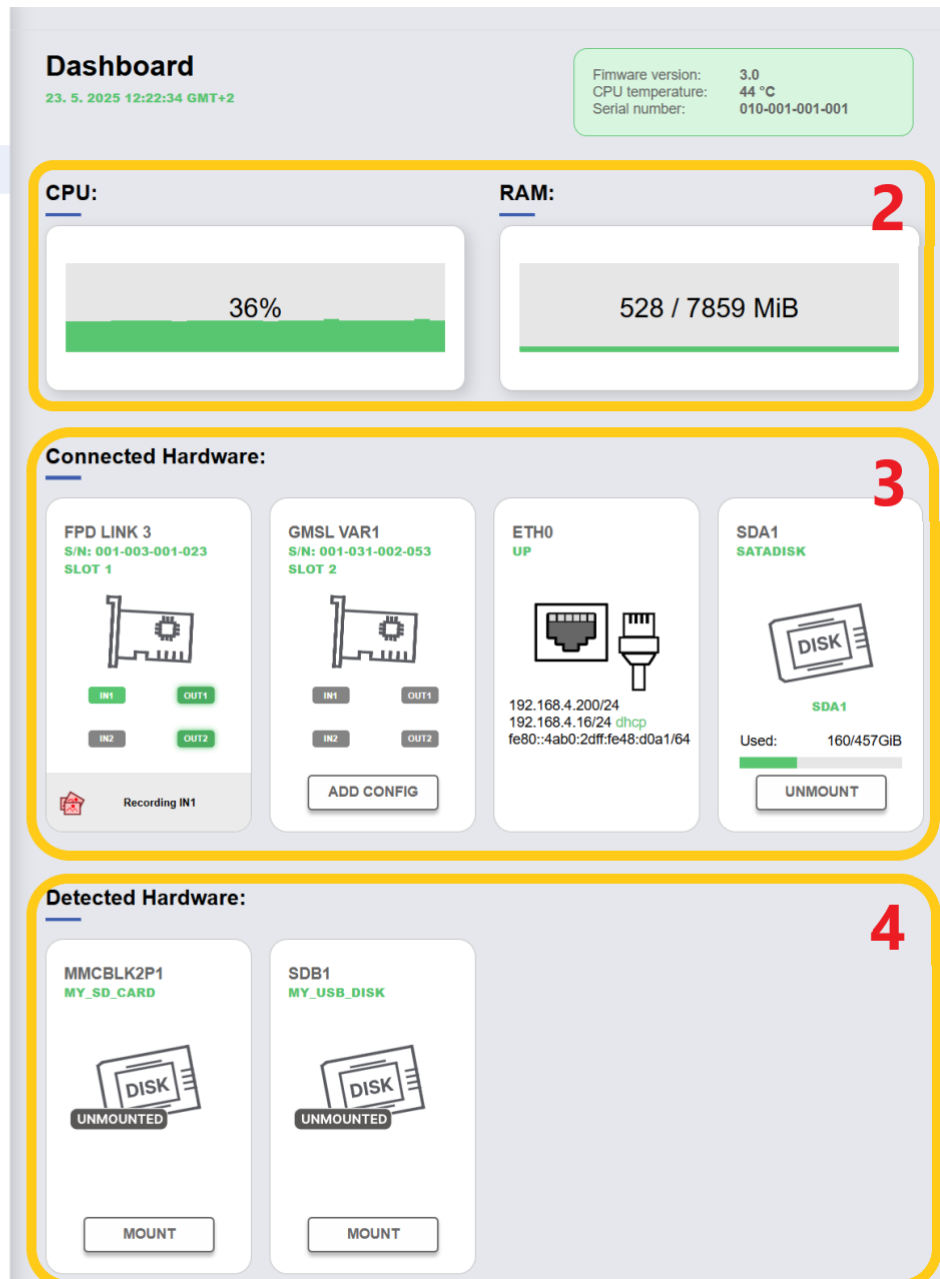 Dashboard
23. 5. 2025 12:22:34 GMT+2
Fimware version: 3.0
CPU temperature: 44 °C
Serial number: 010-001-001-001
CPU:
RAM:
2
36%
528 / 7859 MiB
Connected Hardware:
3
FPD LINK 3
S/N: 001-003-001-023
SLOT 1
IN1
OUT1
IN2
OUT2
Recording IN1
GMSL VAR1
S/N: 001-031-002-053
SLOT 2
IN1
OUT1
IN2
OUT2
ADD CONFIG
ETH0
UP
192.168.4.200/24
192.168.4.16/24 dhcp
fe80::4ab0:2dff:fe48:d0a1/64
SDA1
SATADISK
DISK
SDA1
Used: 160/457GiB
UNMOUNT
Detected Hardware:
4
MMCBLK2P1
MY_SD_CARD
DISK
UNMOUNTED
MOUNT
SDB1
MY_USB_DISK
DISK
UNMOUNTED
MOUNT